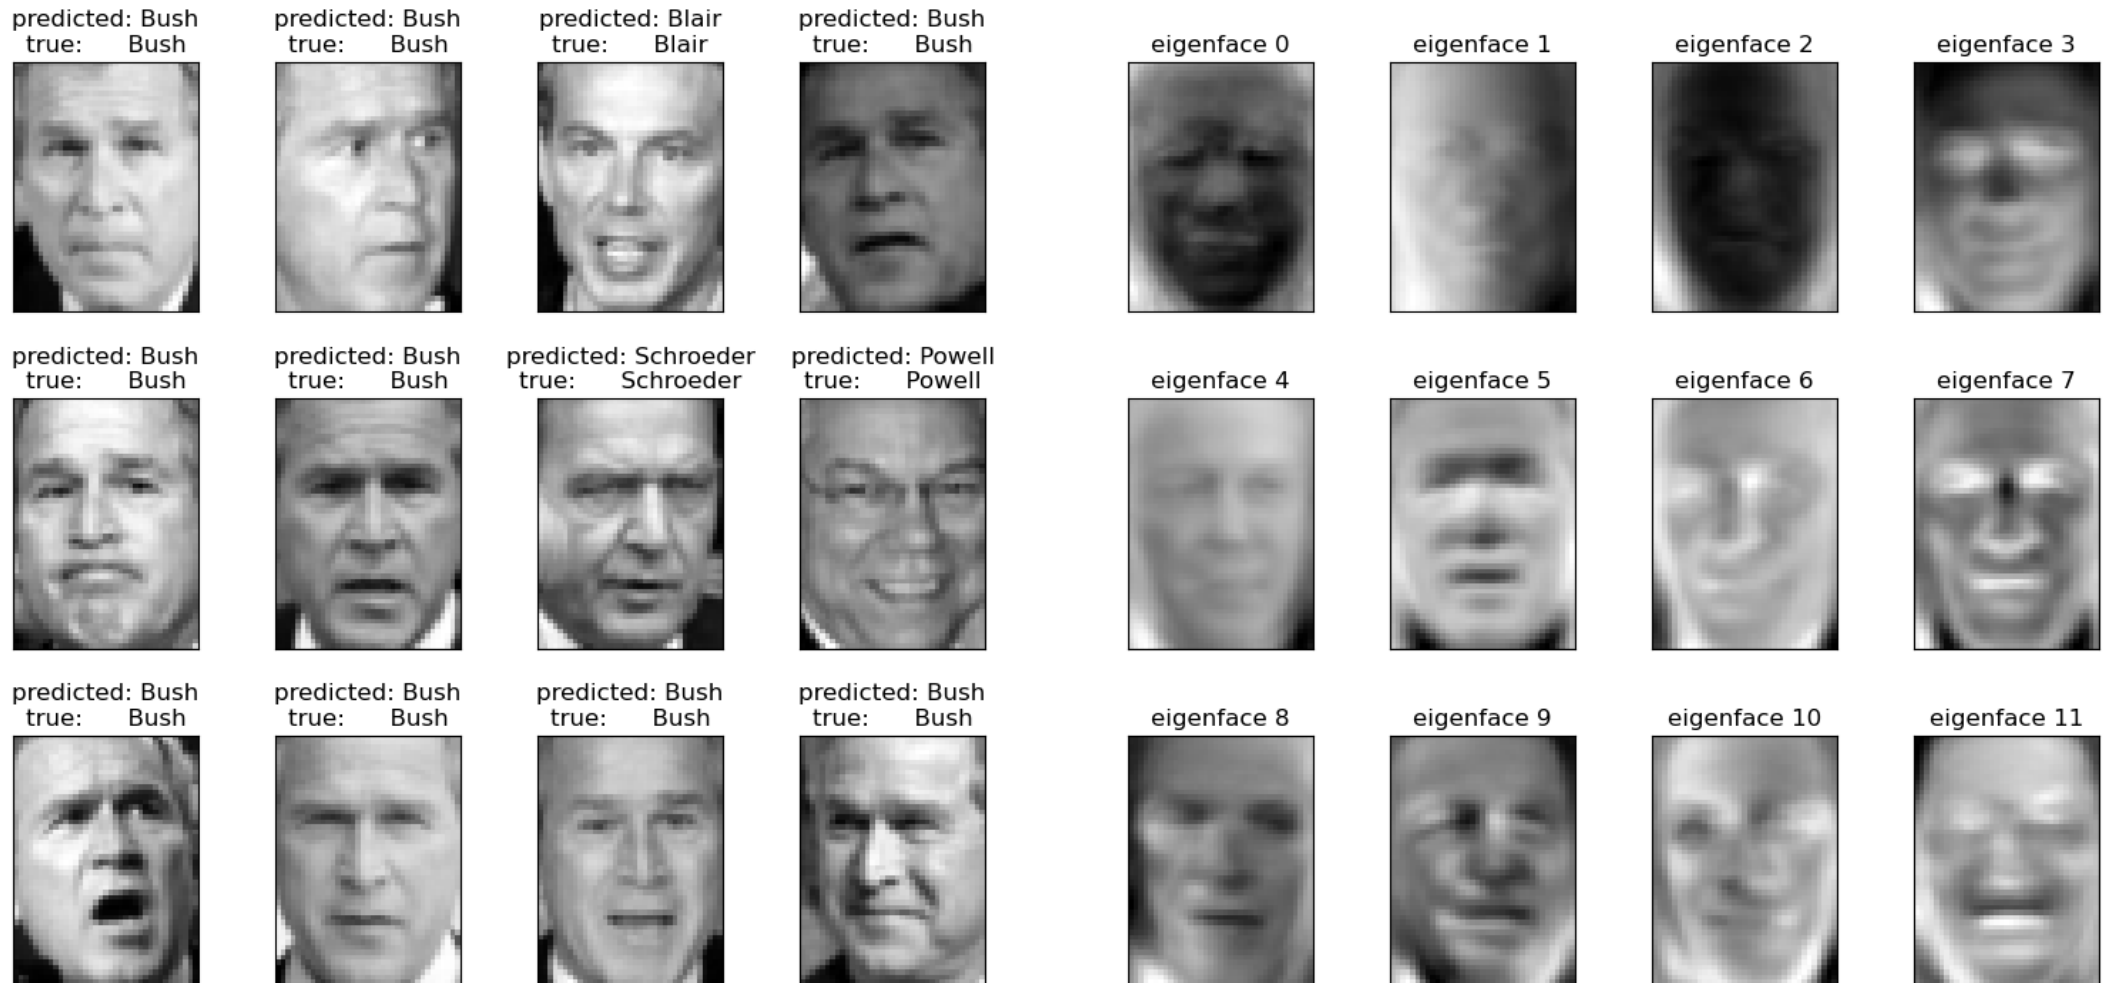 predicted: Bush
true: Bush
predicted: Bush
true: Bush
predicted: Blair
true: Blair
predicted: Bush
true: Bush
eigenface 0
eigenface 1
eigenface 2
eigenface 3
predicted: Bush
true: Bush
predicted: Bush
true: Bush
predicted: Schroeder
true: Schroeder
predicted: Powell
true: Powell
eigenface 4
eigenface 5
eigenface 6
eigenface 7
predicted: Bush
true: Bush
predicted: Bush
true: Bush
predicted: Bush
true: Bush
predicted: Bush
true: Bush
eigenface 8
eigenface 9
eigenface 10
eigenface 11